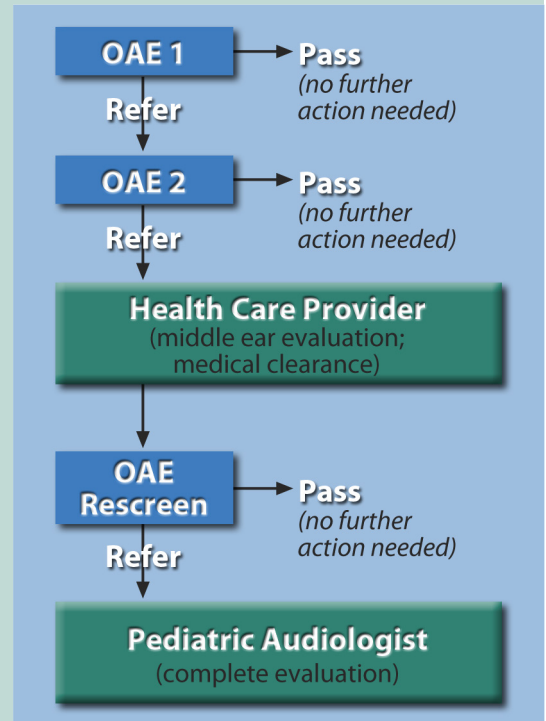 OAE 1
Pass
(no further
action needed)
Refer
OAE 2
Pass
(no further
action needed)
Refer
Health Care Provider
(middle ear evaluation;
medical clearance)
OAE
Rescreen
Pass
(no further
action needed)
Refer
Pediatric Audiologist
(complete evaluation)